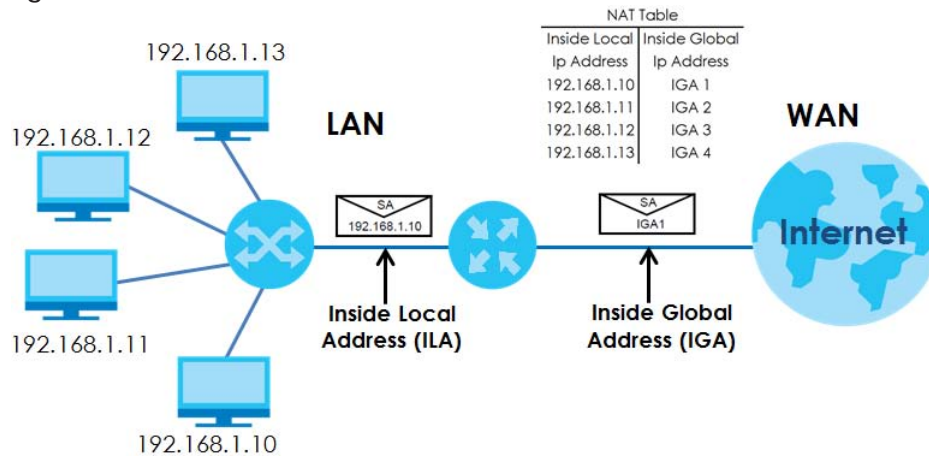 NAT Table
Inside Local Inside Global
Ip Address Ip Address
192.168.1.10 IGA 1
192.168.1.11 IGA 2
192.168.1.12 IGA 3
192.168.1.13 IGA 4
192.168.1.13
192.168.1.12
LAN
WAN
SA
192.168.1.10
SA
IGA1
Internet
Inside Local
Address (ILA)
Inside Global
Address (IGA)
192.168.1.11
192.168.1.10